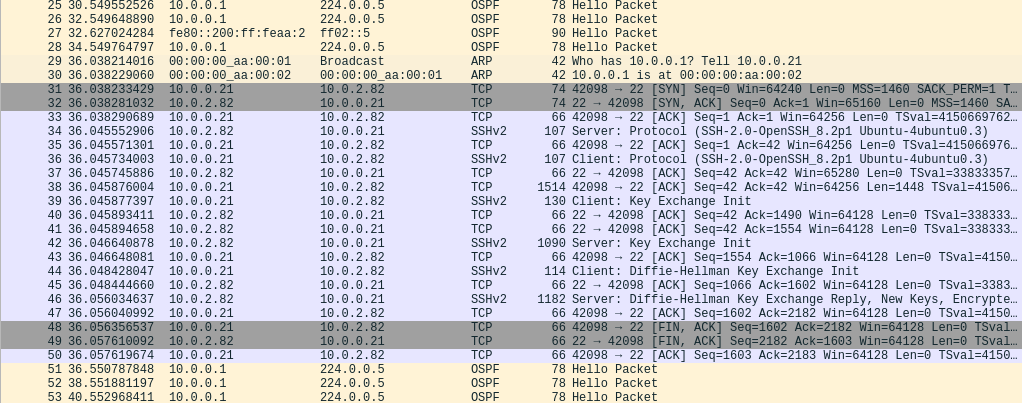 25 30.549552526 10.0.0.1 224.0.0.5 OSPF 78 Hello Packet
26 32.549648890 10.0.0.1 224.0.0.5 OSPF 78 Hello Packet
27 32.627024284 fe80::200:ff:feaa:2 ff02::5 OSPF 90 Hello Packet
28 34.549764797 10.0.0.1 224.0.0.5 OSPF 78 Hello Packet
29 36.038214016 00:00:00_aa:00:01 Broadcast ARP 42 Who has 10.0.0.1? Tell 10.0.0.21
30 36.038229060 00:00:00_aa:00:02 00:00:00_aa:00:01 ARP 42 10.0.0.1 is at 00:00:00:aa:00:02
31 36.038233429 10.0.0.21 10.0.2.82 TCP 74 42098 → 22 [SYN] Seq=0 Win=64240 Len=0 MSS=1460 SACK_PERM=1 T…
32 36.038281032 10.0.2.82 10.0.0.21 TCP 74 22 → 42098 [SYN, ACK] Seq=0 Ack=1 Win=65160 Len=0 MSS=1460 SA…
33 36.038290689 10.0.0.21 10.0.2.82 TCP 66 42098 → 22 [ACK] Seq=1 Ack=1 Win=64256 Len=0 TSval=4150669762…
34 36.045552906 10.0.2.82 10.0.0.21 SSHv2 107 Server: Protocol (SSH-2.0-OpenSSH_8.2p1 Ubuntu-4ubuntu0.3)
35 36.045571301 10.0.0.21 10.0.2.82 TCP 66 42098 → 22 [ACK] Seq=1 Ack=42 Win=64256 Len=0 TSval=415066976…
36 36.045734003 10.0.0.21 10.0.2.82 SSHv2 107 Client: Protocol (SSH-2.0-OpenSSH_8.2p1 Ubuntu-4ubuntu0.3)
37 36.045745886 10.0.2.82 10.0.0.21 TCP 66 22 → 42098 [ACK] Seq=42 Ack=42 Win=65280 Len=0 TSval=33833357…
38 36.045876004 10.0.0.21 10.0.2.82 TCP 1514 42098 → 22 [ACK] Seq=42 Ack=42 Win=64256 Len=1448 TSval=41506…
39 36.045877397 10.0.0.21 10.0.2.82 SSHv2 130 Client: Key Exchange Init
40 36.045893411 10.0.2.82 10.0.0.21 TCP 66 22 → 42098 [ACK] Seq=42 Ack=1490 Win=64128 Len=0 TSval=338333…
41 36.045894658 10.0.2.82 10.0.0.21 TCP 66 22 → 42098 [ACK] Seq=42 Ack=1554 Win=64128 Len=0 TSval=338333…
42 36.046640878 10.0.2.82 10.0.0.21 SSHv2 1090 Server: Key Exchange Init
43 36.046648081 10.0.0.21 10.0.2.82 TCP 66 42098 → 22 [ACK] Seq=1554 Ack=1066 Win=64128 Len=0 TSval=4150…
44 36.048428047 10.0.0.21 10.0.2.82 SSHv2 114 Client: Diffie-Hellman Key Exchange Init
45 36.048444660 10.0.2.82 10.0.0.21 TCP 66 22 → 42098 [ACK] Seq=1066 Ack=1602 Win=64128 Len=0 TSval=3383…
46 36.056034637 10.0.2.82 10.0.0.21 SSHv2 1182 Server: Diffie-Hellman Key Exchange Reply, New Keys, Encrypte…
47 36.056040992 10.0.0.21 10.0.2.82 TCP 66 42098 → 22 [ACK] Seq=1602 Ack=2182 Win=64128 Len=0 TSval=4150…
48 36.056356537 10.0.0.21 10.0.2.82 TCP 66 42098 → 22 [FIN, ACK] Seq=1602 Ack=2182 Win=64128 Len=0 TSval…
49 36.057610092 10.0.2.82 10.0.0.21 TCP 66 22 → 42098 [FIN, ACK] Seq=2182 Ack=1603 Win=64128 Len=0 TSval…
50 36.057619674 10.0.0.21 10.0.2.82 TCP 66 42098 → 22 [ACK] Seq=1603 Ack=2183 Win=64128 Len=0 TSval=4150…
51 36.550787848 10.0.0.1 224.0.0.5 OSPF 78 Hello Packet
52 38.551881197 10.0.0.1 224.0.0.5 OSPF 78 Hello Packet
53 40.552968411 10.0.0.1 224.0.0.5 OSPF 78 Hello Packet